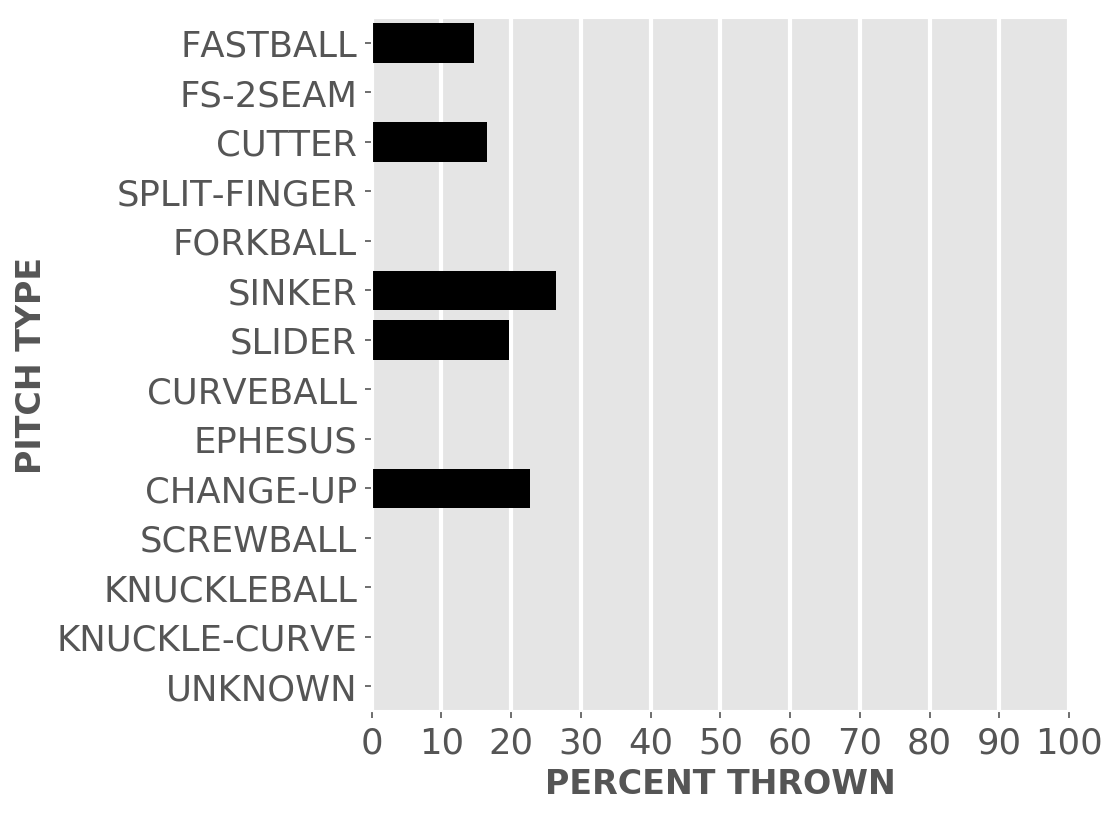 FASTBALL
FS-2SEAM
CUTTER
SPLIT-FINGER
FORKBALL
SINKER
SLIDER
CURVEBALL
EPHESUS
CHANGE-UP
SCREWBALL
KNUCKLEBALL
KNUCKLE-CURVE
UNKNOWN
PITCH TYPE
0 10 20 30 40 50 60 70 80 90 100
PERCENT THROWN